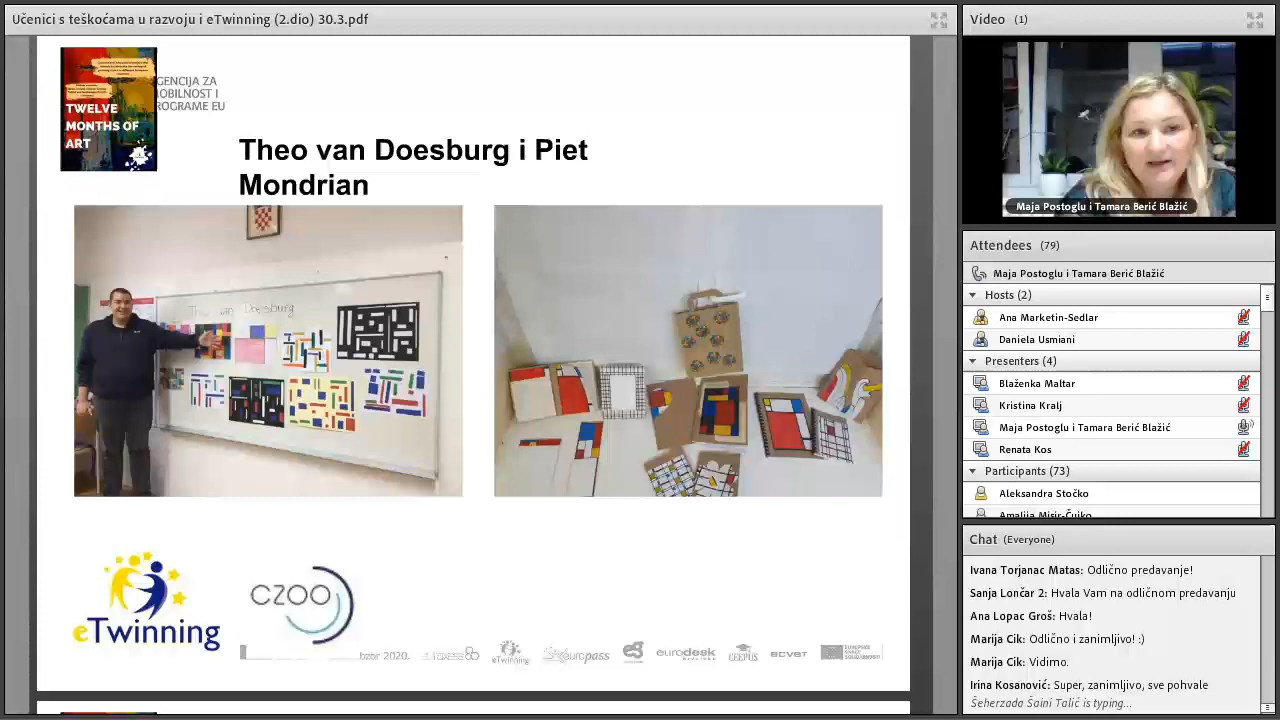 Učenici s teškoćama u razvoju i eTwinning (2.dio) 30.3.pdf
TWELVE
MONTHS OF
ART
GENCIJA ZA
OBILNOST I
ROGRAME EU
Theo van Doesburg i Piet
Mondrian
Theo van Doesburg
eTwinning
CZOO
2020.
eTwinning
europass
eurodesk
CEEPUS
ECVET
Video (1)
Maja Postoglu i Tamara Berić Blažić
Attendees (79)
Maja Postoglu i Tamara Berić Blažić
Hosts (2)
Ana Marketin-Sedlar
Daniela Usmiani
Presenters (4)
Blaženka Maltar
Kristina Kralj
Maja Postoglu i Tamara Berić Blažić
Renata Kos
Participants (73)
Aleksandra Stočko
Chat (Everyone)
Ivana Torjanac Matas: Odlično predavanje!
Sanja Lončar 2: Hvala Vam na odličnom predavanju
Ana Lopac Groš: Hvala!
Marija Cik: Odlično i zanimljivo! :)
Marija Cik: Vidimo.
Irina Kosanović: Super, zanimljivo, sve pohvale
Šeherzada Saini Talić is typing...